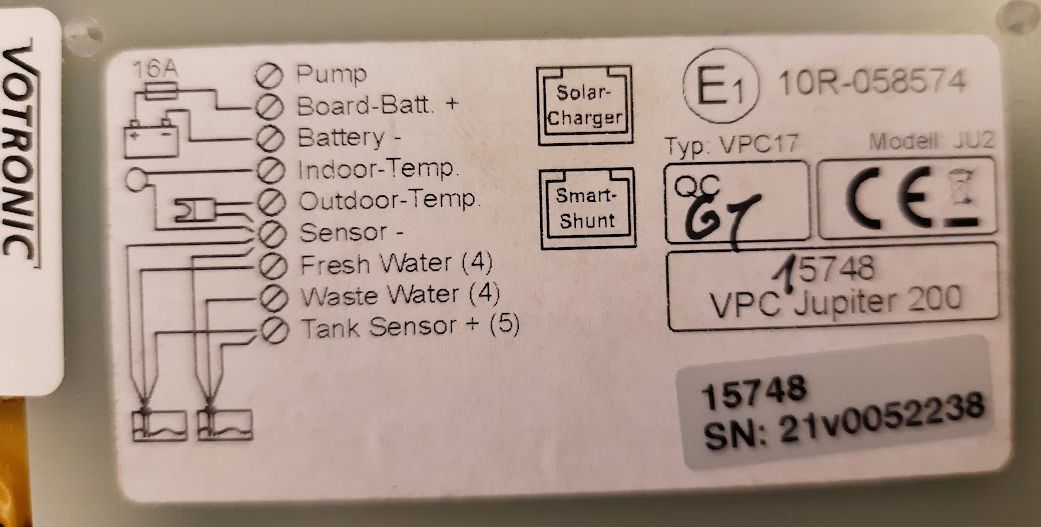 VOTRONIC
16A
Pump
Board-Batt. +
Battery -
Indoor-Temp.
Outdoor-Temp.
Sensor -
Fresh Water (4)
Waste Water (4)
Tank Sensor + (5)
+ -
Solar-
Charger
Smart-
Shunt
E1 10R-058574
Typ: VPC17 Modell: JU2
QC
CE
15748
VPC Jupiter 200
15748
SN: 21v0052238